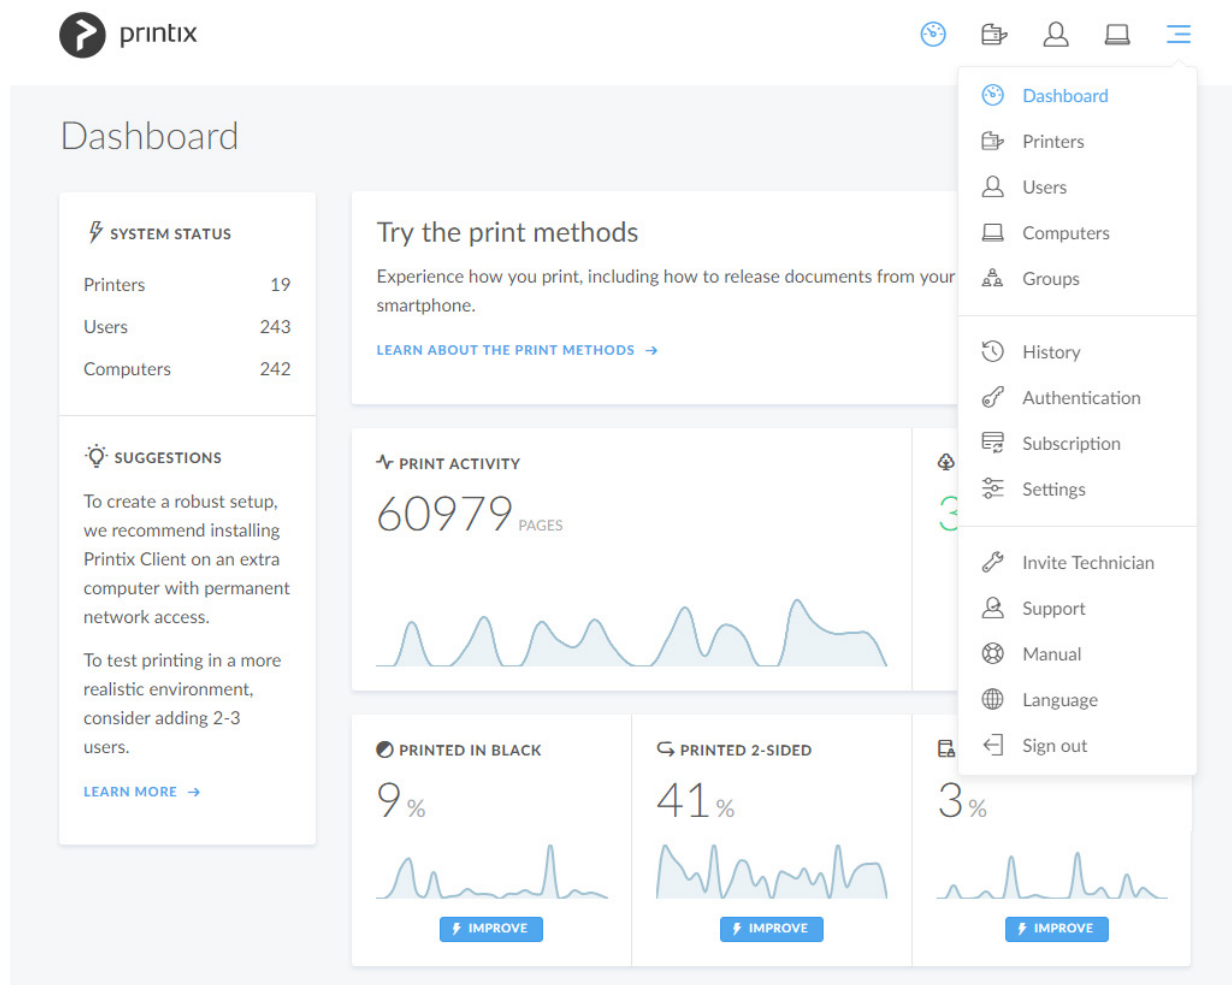 printix
Dashboard
Dashboard
Printers
Users
Computers
Groups
History
Authentication
Subscription
Settings
Invite Technician
Support
Manual
Language
Sign out
SYSTEM STATUS
Printers 19
Users 243
Computers 242
SUGGESTIONS
To create a robust setup,
we recommend installing
Printix Client on an extra
computer with permanent
network access.
To test printing in a more
realistic environment,
consider adding 2-3
users.
LEARN MORE →
Try the print methods
Experience how you print, including how to release documents from your
smartphone.
LEARN ABOUT THE PRINT METHODS →
PRINT ACTIVITY
60979 PAGES
PRINTED IN BLACK
9 %
IMPROVE
PRINTED 2-SIDED
41 %
IMPROVE
3 %
IMPROVE